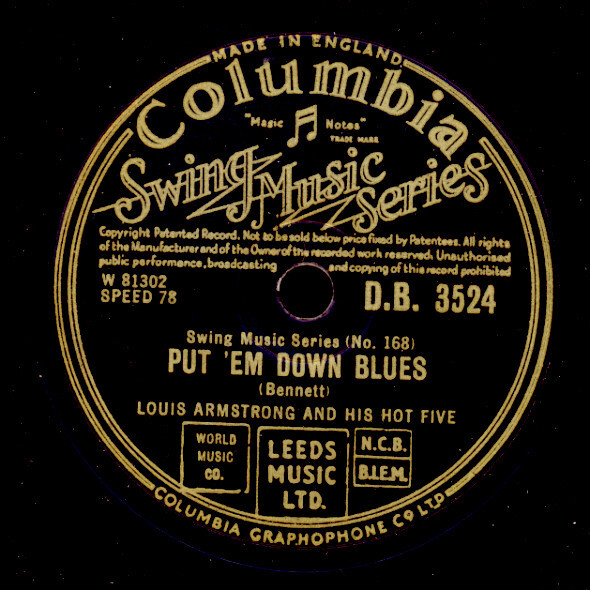 MADE IN ENGLAND
Columbia
"Magic Notes"
TRADE MARK
Swing Music Series
Copyright Patented Record. Not to be sold below price fixed by Patentees. All rights
of the Manufacturer and of the Owner of the recorded work reserved. Unauthorised
public performance, broadcasting and copying of this record prohibited
W 81302
SPEED 78
D.B. 3524
Swing Music Series (No. 168)
PUT 'EM DOWN BLUES
(Bennett)
LOUIS ARMSTRONG AND HIS HOT FIVE
WORLD
MUSIC
CO.
LEEDS
MUSIC
LTD.
N.C.B.
B.I.E.M.
COLUMBIA GRAPHOPHONE CO LTD